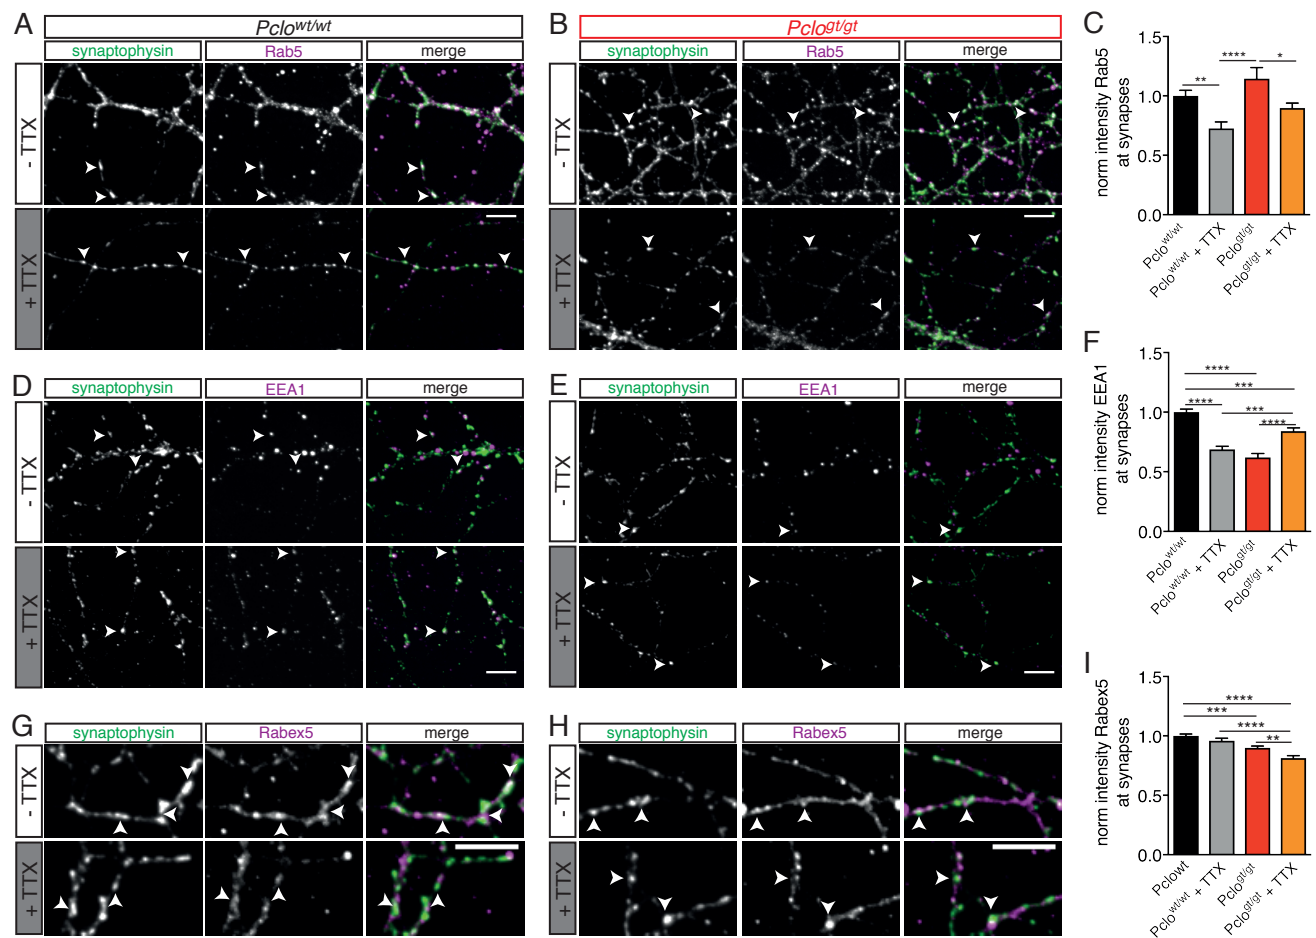 A
Pclo^wt/wt
synaptophysin Rab5 merge
- TTX
+ TTX
B
Pclo^gt/gt
synaptophysin Rab5 merge
- TTX
+ TTX
C
norm intensity Rab5
at synapses
1.5
1.0
0.5
0.0
** **** *
Pclo^wt/wt
Pclo^wt/wt + TTX
Pclo^gt/gt
Pclo^gt/gt + TTX
D
synaptophysin EEA1 merge
- TTX
+ TTX
E
synaptophysin EEA1 merge
- TTX
+ TTX
F
norm intensity EEA1
at synapses
1.5
1.0
0.5
0.0
****
***
**** ***
****
Pclo^wt/wt
Pclo^wt/wt + TTX
Pclo^gt/gt
Pclo^gt/gt + TTX
G
synaptophysin Rabex5 merge
- TTX
+ TTX
H
synaptophysin Rabex5 merge
- TTX
+ TTX
I
norm intensity Rabex5
at synapses
1.5
1.0
0.5
0.0
****
***
****
**
Pclowt
Pclo^wt/wt + TTX
Pclo^gt/gt
Pclo^gt/gt + TTX